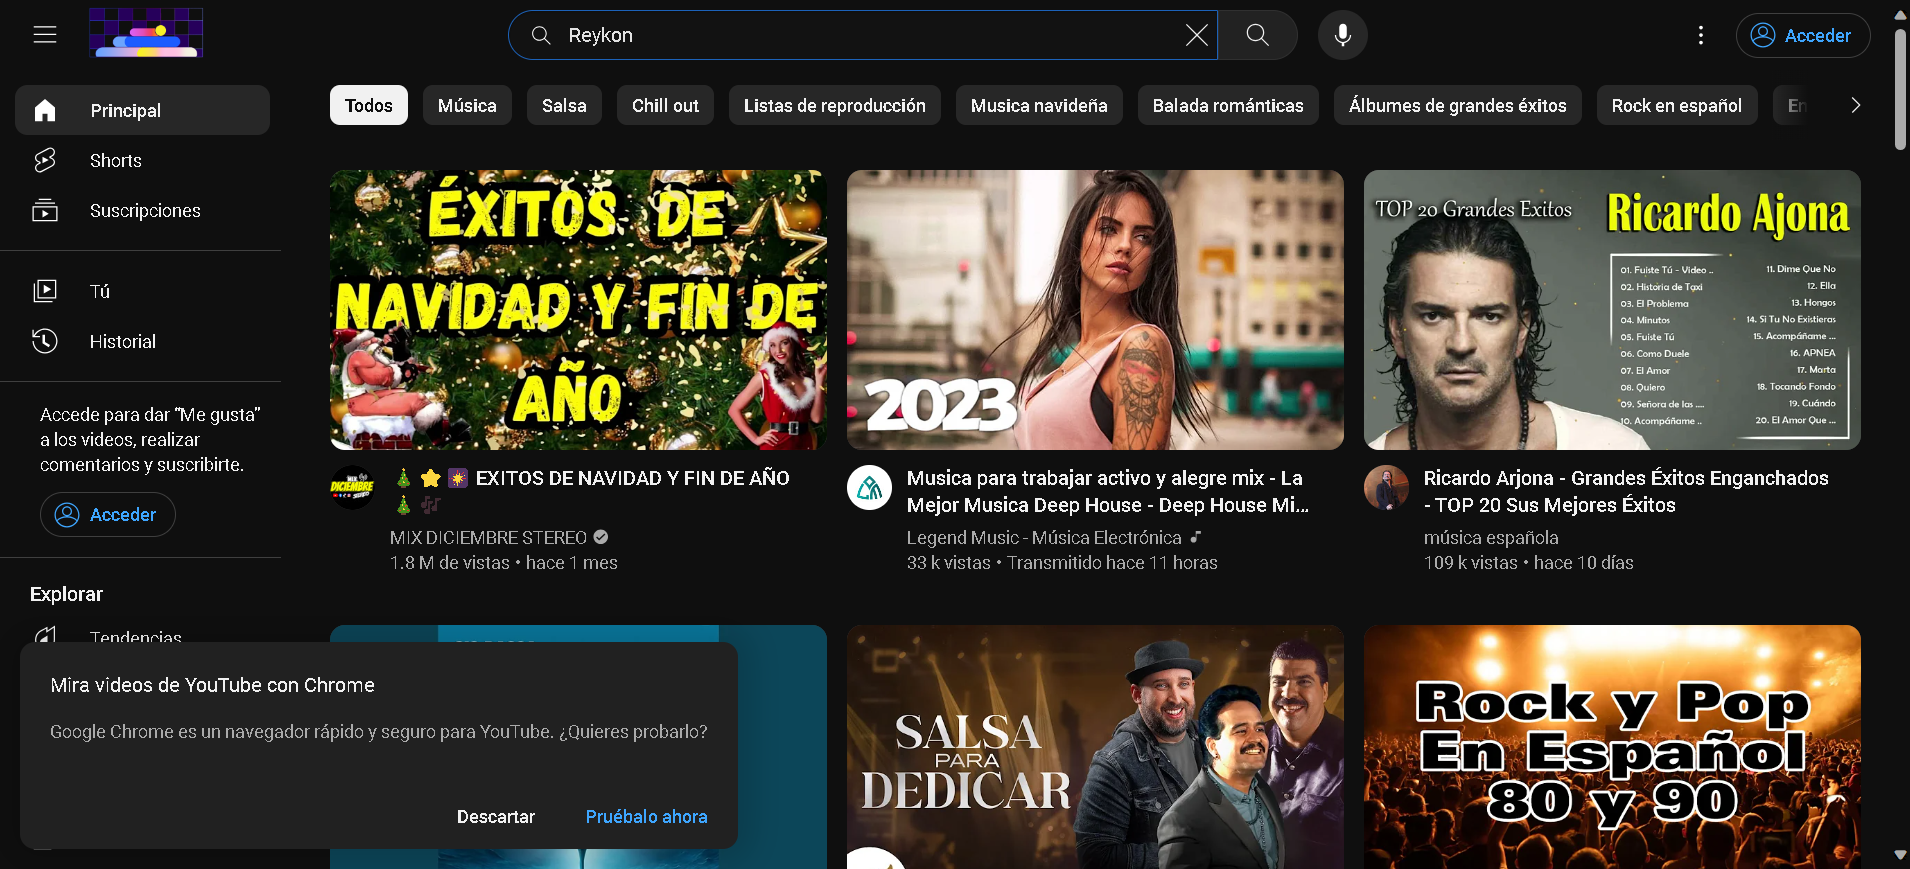 Reykon
Acceder
Principal
Shorts
Suscripciones
Tú
Historial
Accede para dar “Me gusta”
a los videos, realizar
comentarios y suscribirte.
Acceder
Explorar
Tendencias
Todos
Música
Salsa
Chill out
Listas de reproducción
Musica navideña
Balada románticas
Álbumes de grandes éxitos
Rock en español
ÉXITOS DE
NAVIDAD Y FIN DE
AÑO
EXITOS DE NAVIDAD Y FIN DE AÑO
MIX DICIEMBRE STEREO
1.8 M de vistas • hace 1 mes
2023
Musica para trabajar activo y alegre mix - La
Mejor Musica Deep House - Deep House Mi...
Legend Music - Música Electrónica
33 k vistas • Transmitido hace 11 horas
TOP 20 Grandes Exitos
Ricardo Ajona
01. Fuiste Tú - Video ..
02. Historia de Taxi
03. El Problema
04. Minutos
05. Fuiste Tú
06. Como Duele
07. El Amor
08. Quiero
09. Señora de las ....
10. Acompáñame ..
11. Dime Que No
12. Ella
13. Hongos
14. Si Tu No Existieras
15. Acompáñame ...
16. APNEA
17. Marta
18. Tocando Fondo
19. Cuándo
20. El Amor Que ...
Ricardo Arjona - Grandes Éxitos Enganchados
- TOP 20 Sus Mejores Éxitos
música española
109 k vistas • hace 10 días
Mira videos de YouTube con Chrome
Google Chrome es un navegador rápido y seguro para YouTube. ¿Quieres probarlo?
Descartar
Pruébalo ahora
SALSA
PARA
DEDICAR
Rock y Pop
En Español
80 y 90